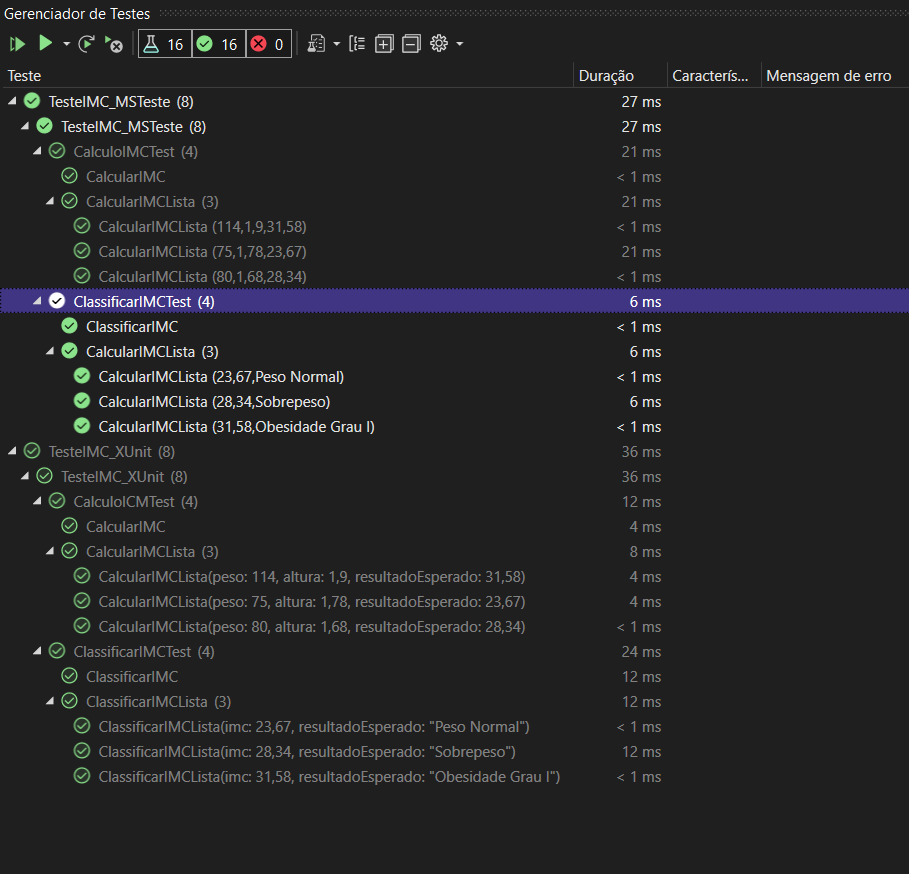 Gerenciador de Testes
16 16 0
Teste Duração Caracterís... Mensagem de erro
TesteIMC_MSTeste (8) 27 ms
TesteIMC_MSTeste (8) 27 ms
CalculoIMCTest (4) 21 ms
CalcularIMC < 1 ms
CalcularIMCLista (3) 21 ms
CalcularIMCLista (114,1,9,31,58) < 1 ms
CalcularIMCLista (75,1,78,23,67) 21 ms
CalcularIMCLista (80,1,68,28,34) < 1 ms
ClassificarIMCTest (4) 6 ms
ClassificarIMC < 1 ms
CalcularIMCLista (3) 6 ms
CalcularIMCLista (23,67,Peso Normal) < 1 ms
CalcularIMCLista (28,34,Sobrepeso) 6 ms
CalcularIMCLista (31,58,Obesidade Grau I) < 1 ms
TesteIMC_XUnit (8) 36 ms
TesteIMC_XUnit (8) 36 ms
CalculoICMTest (4) 12 ms
CalcularIMC 4 ms
CalcularIMCLista (3) 8 ms
CalcularIMCLista(peso: 114, altura: 1,9, resultadoEsperado: 31,58) 4 ms
CalcularIMCLista(peso: 75, altura: 1,78, resultadoEsperado: 23,67) 4 ms
CalcularIMCLista(peso: 80, altura: 1,68, resultadoEsperado: 28,34) < 1 ms
ClassificarIMCTest (4) 24 ms
ClassificarIMC 12 ms
ClassificarIMCLista (3) 12 ms
ClassificarIMCLista(imc: 23,67, resultadoEsperado: "Peso Normal") < 1 ms
ClassificarIMCLista(imc: 28,34, resultadoEsperado: "Sobrepeso") 12 ms
ClassificarIMCLista(imc: 31,58, resultadoEsperado: "Obesidade Grau I") < 1 ms